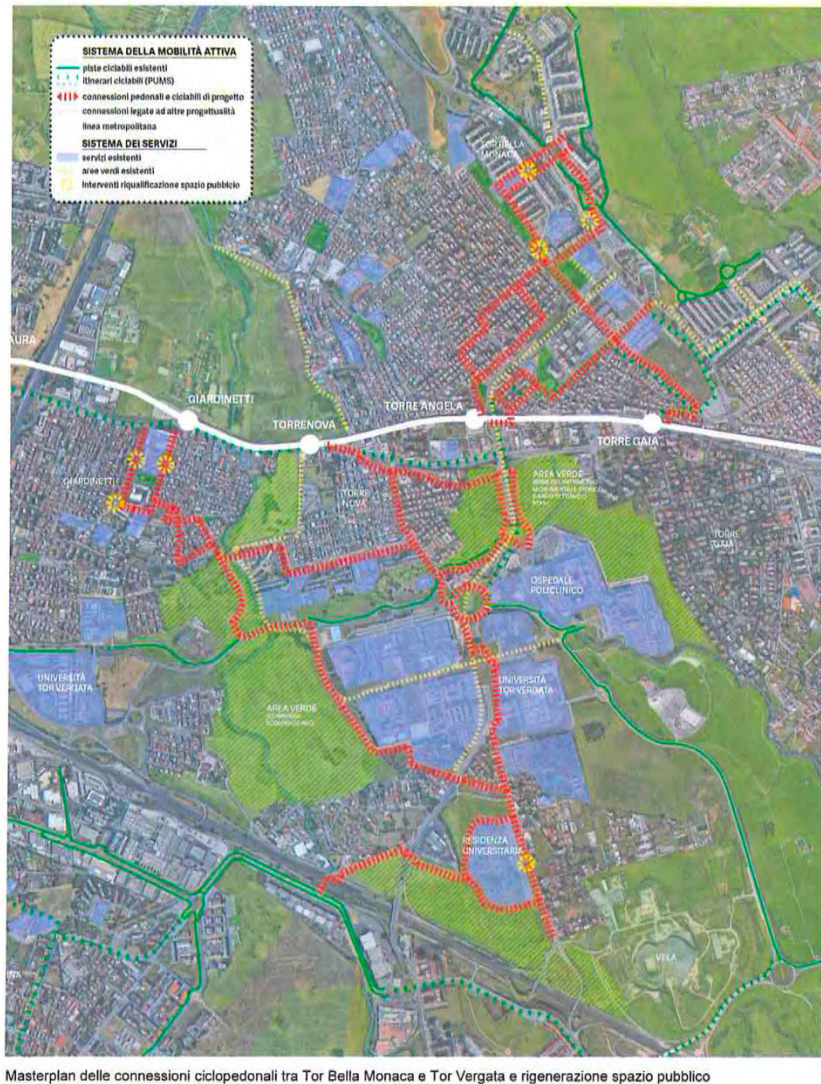 SISTEMA DELLA MOBILITÀ ATTIVA
piste ciclabili esistenti
itinerari ciclabili (PUMS)
connessioni pedonali e ciclabili di progetto
connessioni legate ad altre progettualità
linea metropolitana
SISTEMA DEI SERVIZI
servizi esistenti
aree verdi esistenti
interventi riqualificazione spazio pubblico
TOR BELLA
MONACA
AURA
GIARDINETTI
TORRENOVA
TORRE ANGELA
TORRE GAIA
GIARDINETTI
TORRE
NOVA
AREA VERDE
TORRE
GAIA
OSPEDALE
POLICLINICO
UNIVERSITÀ
TOR VERGATA
UNIVERSITÀ
TOR VERGATA
AREA VERDE
RESIDENZA
UNIVERSITARIA
VELA
INA
Masterplan delle connessioni ciclopedonali tra Tor Bella Monaca e Tor Vergata e rigenerazione spazio pubblico